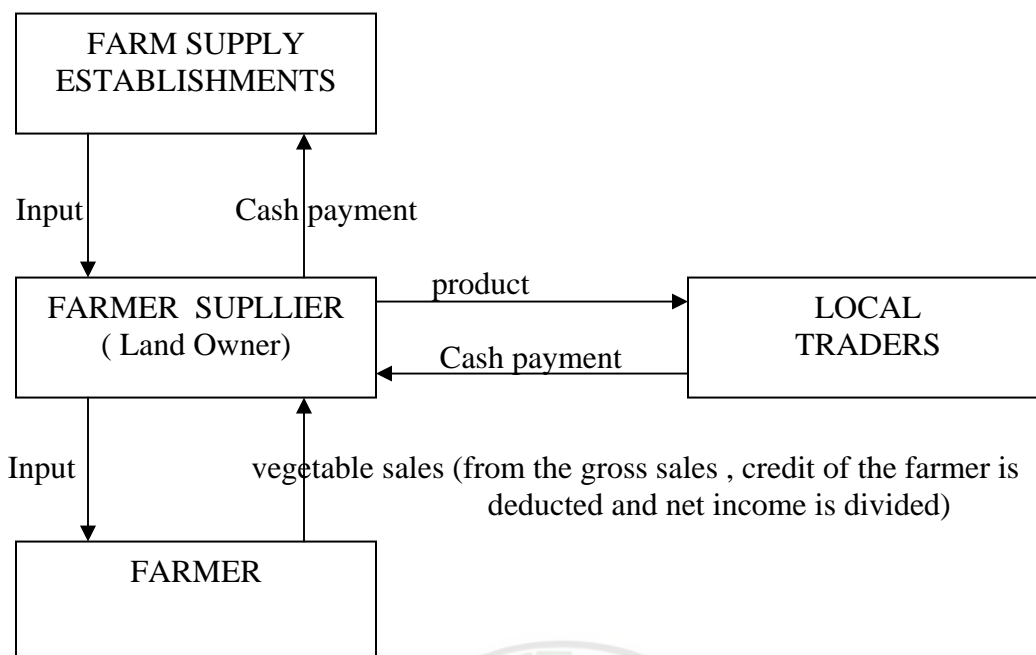 FARM SUPPLY
ESTABLISHMENTS
Input
Cash payment
FARMER SUPLLIER
( Land Owner)
product
Cash payment
LOCAL
TRADERS
Input
vegetable sales (from the gross sales , credit of the farmer is
deducted and net income is divided)
FARMER